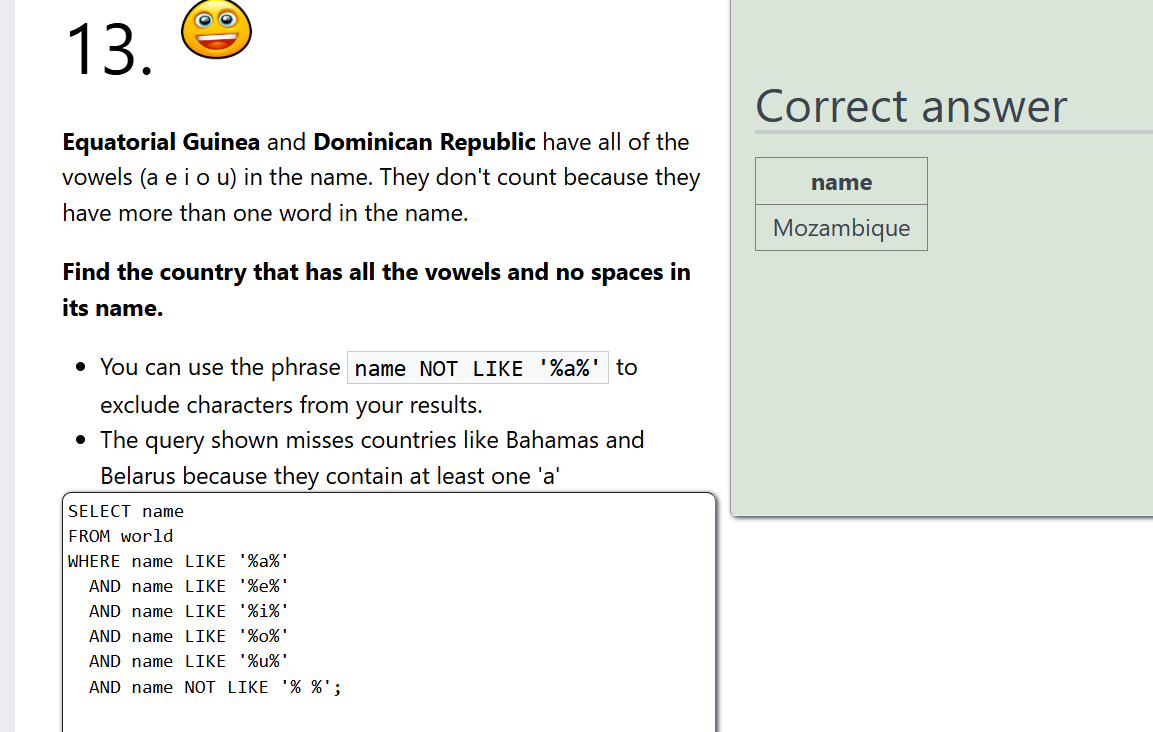 13.
Equatorial Guinea and Dominican Republic have all of the
vowels (a e i o u) in the name. They don't count because they
have more than one word in the name.
Find the country that has all the vowels and no spaces in
its name.
• You can use the phrase name NOT LIKE '%a%' to
exclude characters from your results.
• The query shown misses countries like Bahamas and
Belarus because they contain at least one 'a'
SELECT name
FROM world
WHERE name LIKE '%a%'
  AND name LIKE '%e%'
  AND name LIKE '%i%'
  AND name LIKE '%o%'
  AND name LIKE '%u%'
  AND name NOT LIKE '% %';
Correct answer
name
Mozambique